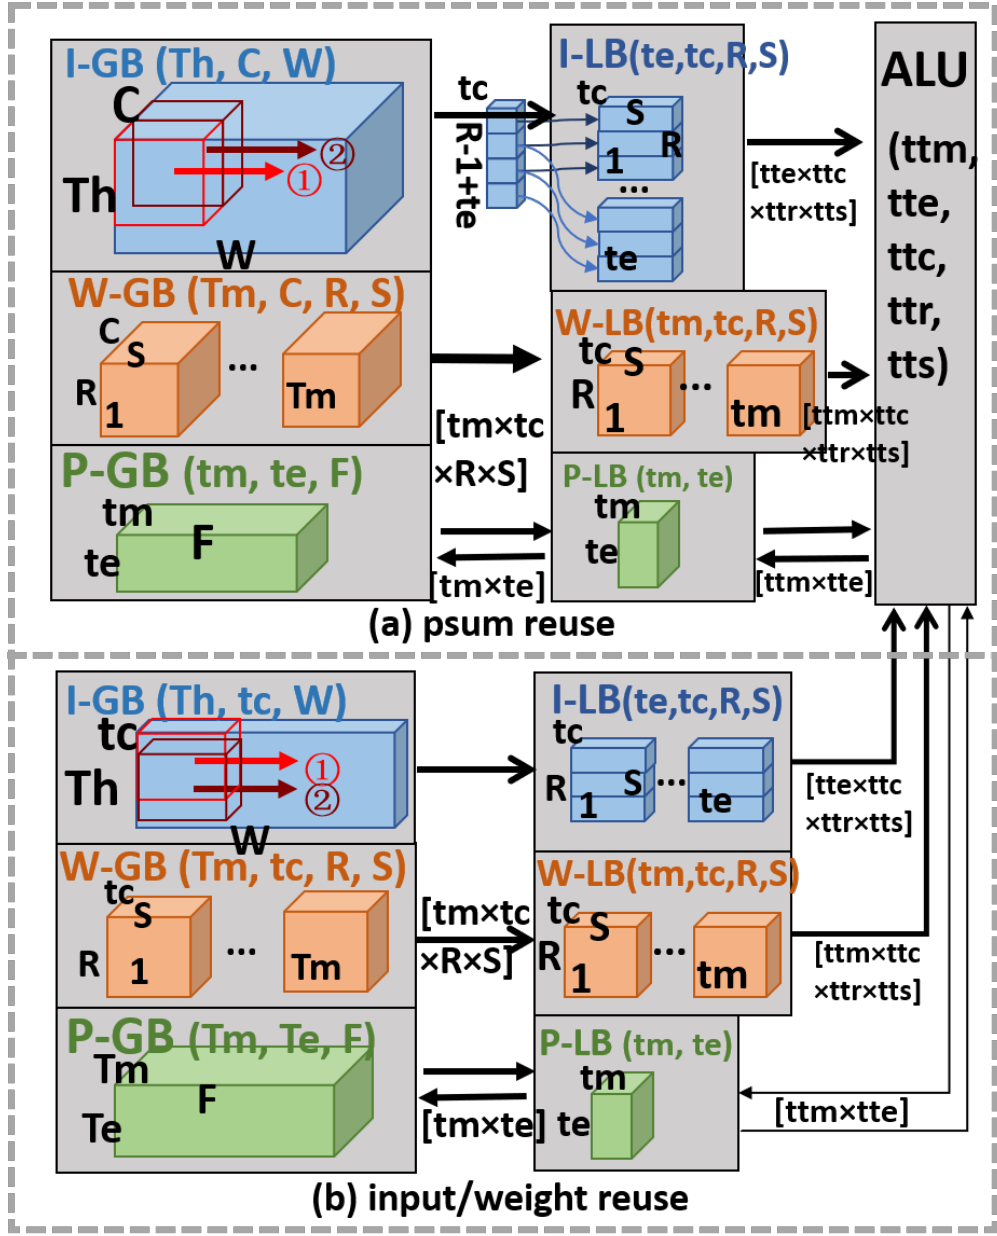 I-GB (Th, C, W)
C
②
①
Th
W
tc
R-1+te
I-LB(te,tc,R,S)
tc
S
R
1
...
te
[tte×ttc
×ttr×tts]
ALU
(ttm,
tte,
ttc,
ttr,
tts)
W-GB (Tm, C, R, S)
C
S
R
1
...
Tm
[tm×tc
×R×S]
W-LB(tm,tc,R,S)
tc
S
R
1
...
tm
[ttm×ttc
×ttr×tts]
P-GB (tm, te, F)
tm
F
te
[tm×te]
P-LB (tm, te)
tm
te
[ttm×tte]
(a) psum reuse
I-GB (Th, tc, W)
tc
①
Th
②
W
I-LB(te,tc,R,S)
tc
R
S
1
...
te
[tte×ttc
×ttr×tts]
W-GB (Tm, tc, R, S)
tc
S
R
1
...
Tm
[tm×tc
×R×S]
W-LB(tm,tc,R,S)
tc
S
R
1
...
tm
[ttm×ttc
×ttr×tts]
P-GB (Tm, Te, F)
Tm
F
Te
[tm×te]
P-LB (tm, te)
tm
te
[ttm×tte]
(b) input/weight reuse